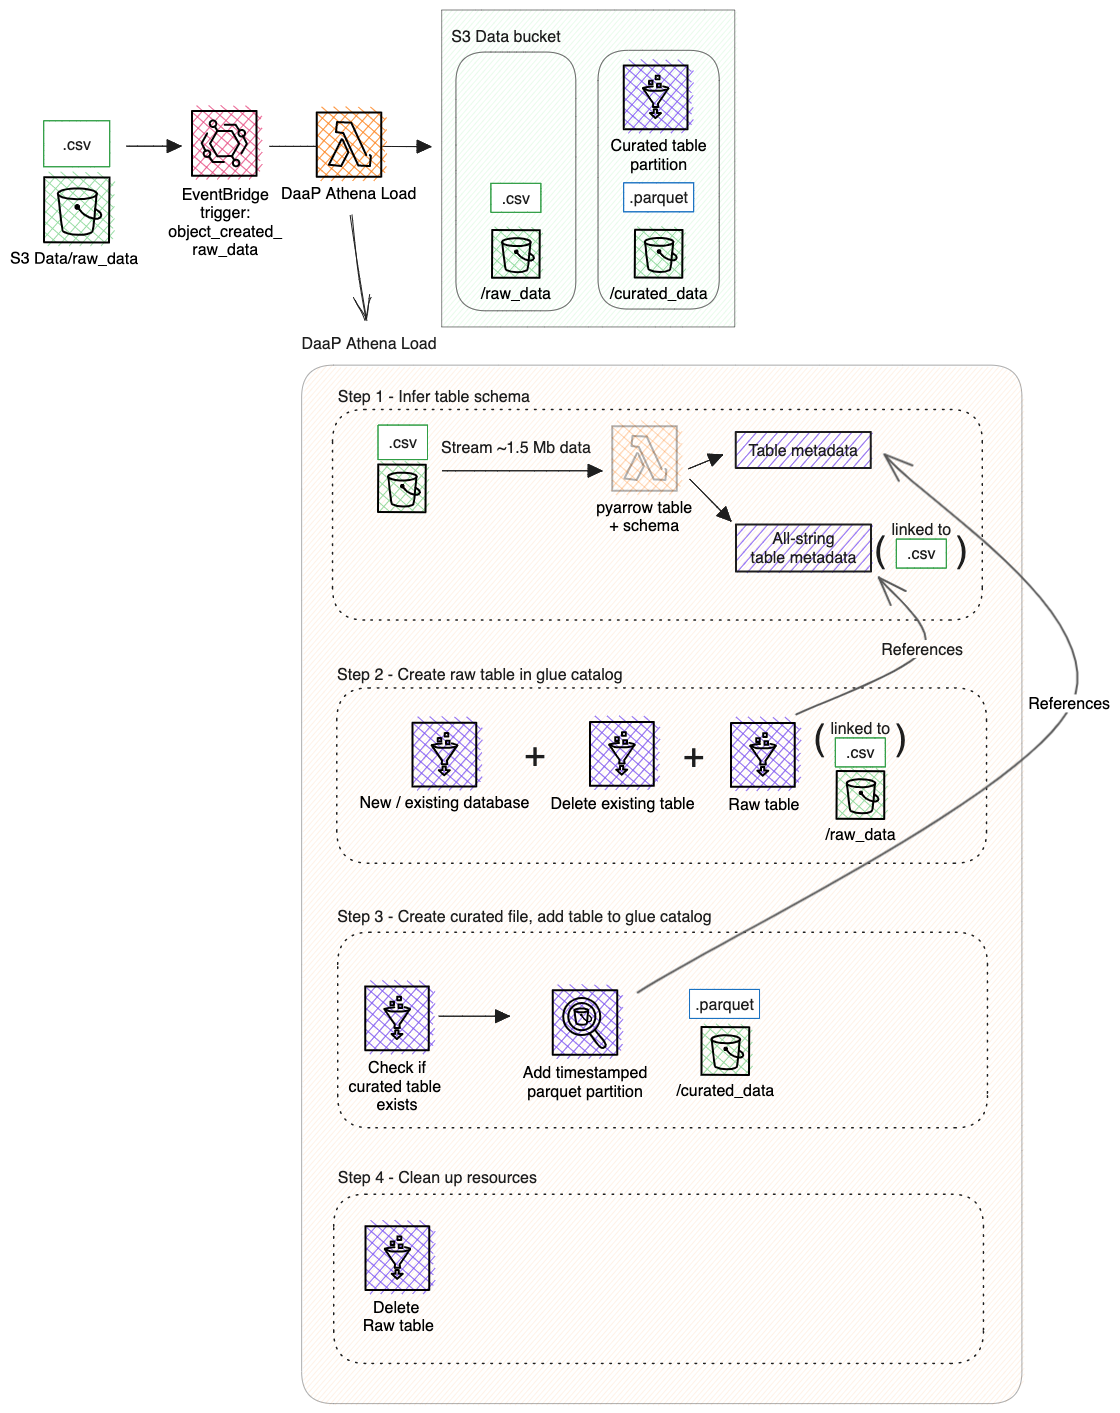 S3 Data bucket
.csv
S3 Data/raw_data
EventBridge
trigger:
object_created_
raw_data
DaaP Athena Load
.csv
/raw_data
Curated table
partition
.parquet
/curated_data
DaaP Athena Load
Step 1 - Infer table schema
.csv
Stream ~1.5 Mb data
pyarrow table
+ schema
Table metadata
All-string
table metadata
( linked to )
.csv
References
References
Step 2 - Create raw table in glue catalog
New / existing database
+
Delete existing table
+
Raw table
( linked to )
.csv
/raw_data
Step 3 - Create curated file, add table to glue catalog
Check if
curated table
exists
Add timestamped
parquet partition
.parquet
/curated_data
Step 4 - Clean up resources
Delete
Raw table